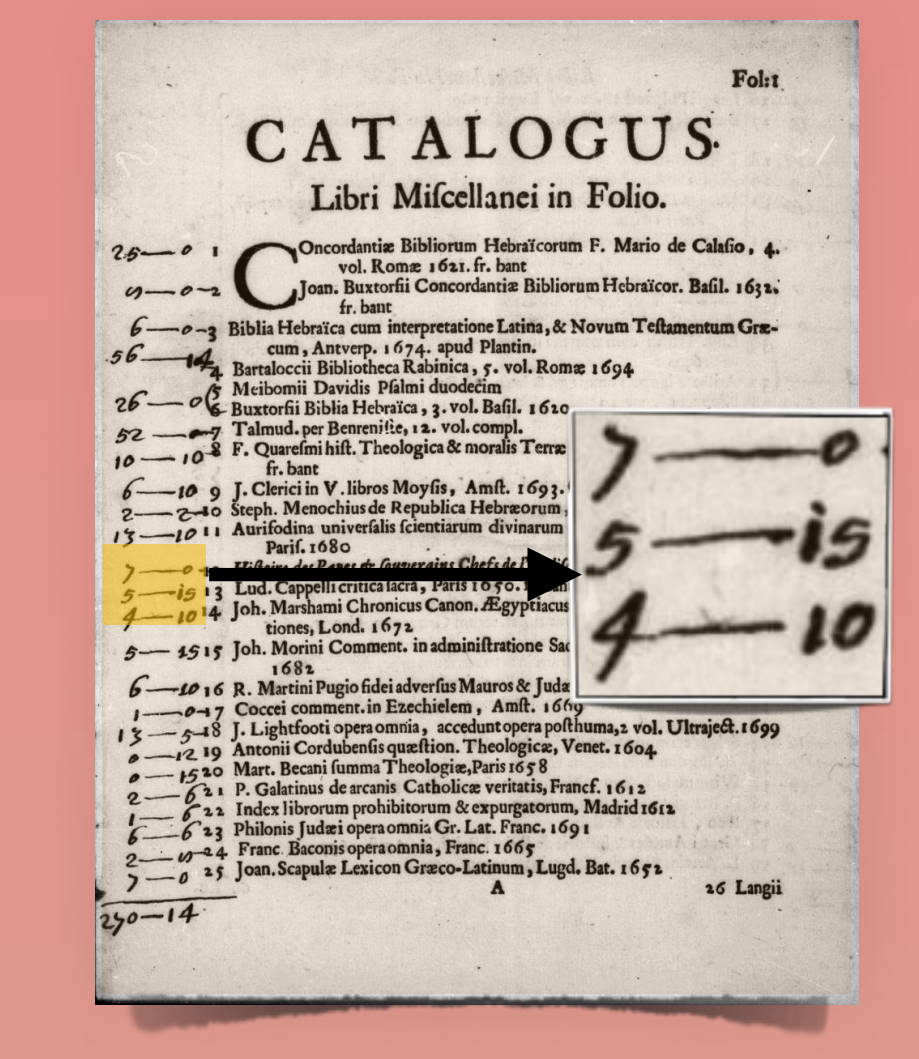 Fol:1
CATALOGUS.
Libri Miſcellanei in Folio.
25—0 1 COncordantiæ Bibliorum Hebraïcorum F. Mario de Calaſio, 4.
vol. Romæ 1621. fr. bant
8—0—2 Joan. Buxtorfii Concordantiæ Bibliorum Hebraïcor. Baſil. 1632.
fr. bant
6—0—3 Biblia Hebraïca cum interpretatione Latina, & Novum Teſtamentum Græ-
cum, Antverp. 1674. apud Plantin.
56—14 4 Bartaloccii Bibliotheca Rabinica, 5. vol. Romæ 1694
5 Meibomii Davidis Pſalmi duodecim
26—0 6 Buxtorfii Biblia Hebraïca, 3. vol. Baſil. 1620
52—0—7 Talmud. per Benreniſte, 12. vol. compl.
10—10 8 F. Quareſmi hiſt. Theologica & moralis Terræ
fr. bant
6—10 9 J. Clerici in V. libros Moyſis, Amſt. 1693.
2—2—10 Steph. Menochius de Republica Hebræorum,
13—10 11 Aurifodina univerſalis ſcientiarum divinarum
Pariſ. 1680
7—0 Hiſtoire des Papes & ſouverains Chefs de l'
5—15 13 Lud. Cappelli critica ſacra, Paris 1650.
4—10 14 Joh. Marshami Chronicus Canon. Ægyptiacus
tiones, Lond. 1672
5—15 15 Joh. Morini Comment. in adminiſtratione Sac
1682
6—10 16 R. Martini Pugio fidei adverſus Mauros & Judæ
1—0—17 Coccei comment. in Ezechielem, Amſt. 1669
13—5—18 J. Lightfooti opera omnia, accedunt opera poſthuma, 2 vol. Ultraject. 1699
0—12 19 Antonii Cordubenſis quæſtion. Theologicæ, Venet. 1604.
0—15 20 Mart. Becani ſumma Theologiæ, Paris 1658
2—6 21 P. Galatinus de arcanis Catholicæ veritatis, Francf. 1612
1—6 22 Index librorum prohibitorum & expurgatorum, Madrid 1612
6—6 23 Philonis Judæi opera omnia Gr. Lat. Franc. 1691
2—8—24 Franc. Baconis opera omnia, Franc. 1665
7—0 25 Joan. Scapulæ Lexicon Græco-Latinum, Lugd. Bat. 1652
A 26 Langii
270—14
7—0
5—15
4—10